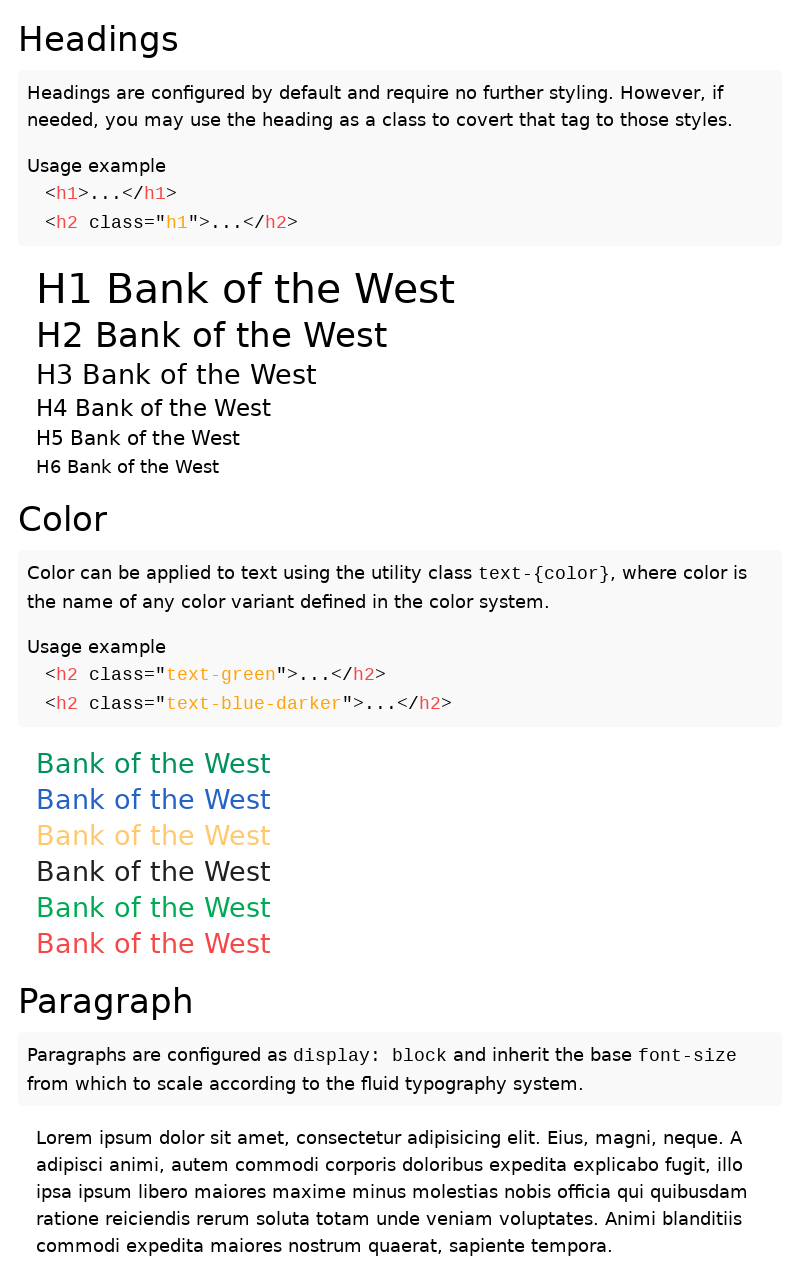 Headings
Headings are configured by default and require no further styling. However, if
needed, you may use the heading as a class to covert that tag to those styles.
Usage example
<h1>...</h1>
<h2 class="h1">...</h2>
H1 Bank of the West
H2 Bank of the West
H3 Bank of the West
H4 Bank of the West
H5 Bank of the West
H6 Bank of the West
Color
Color can be applied to text using the utility class text-{color}, where color is
the name of any color variant defined in the color system.
Usage example
<h2 class="text-green">...</h2>
<h2 class="text-blue-darker">...</h2>
Bank of the West
Bank of the West
Bank of the West
Bank of the West
Bank of the West
Bank of the West
Paragraph
Paragraphs are configured as display: block and inherit the base font-size
from which to scale according to the fluid typography system.
Lorem ipsum dolor sit amet, consectetur adipisicing elit. Eius, magni, neque. A
adipisci animi, autem commodi corporis doloribus expedita explicabo fugit, illo
ipsa ipsum libero maiores maxime minus molestias nobis officia qui quibusdam
ratione reiciendis rerum soluta totam unde veniam voluptates. Animi blanditiis
commodi expedita maiores nostrum quaerat, sapiente tempora.